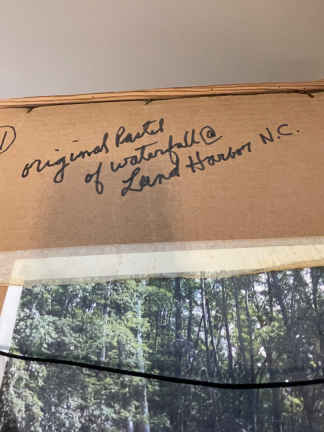 1)
original Pastel
of waterfall @
Land Harbor N.C.